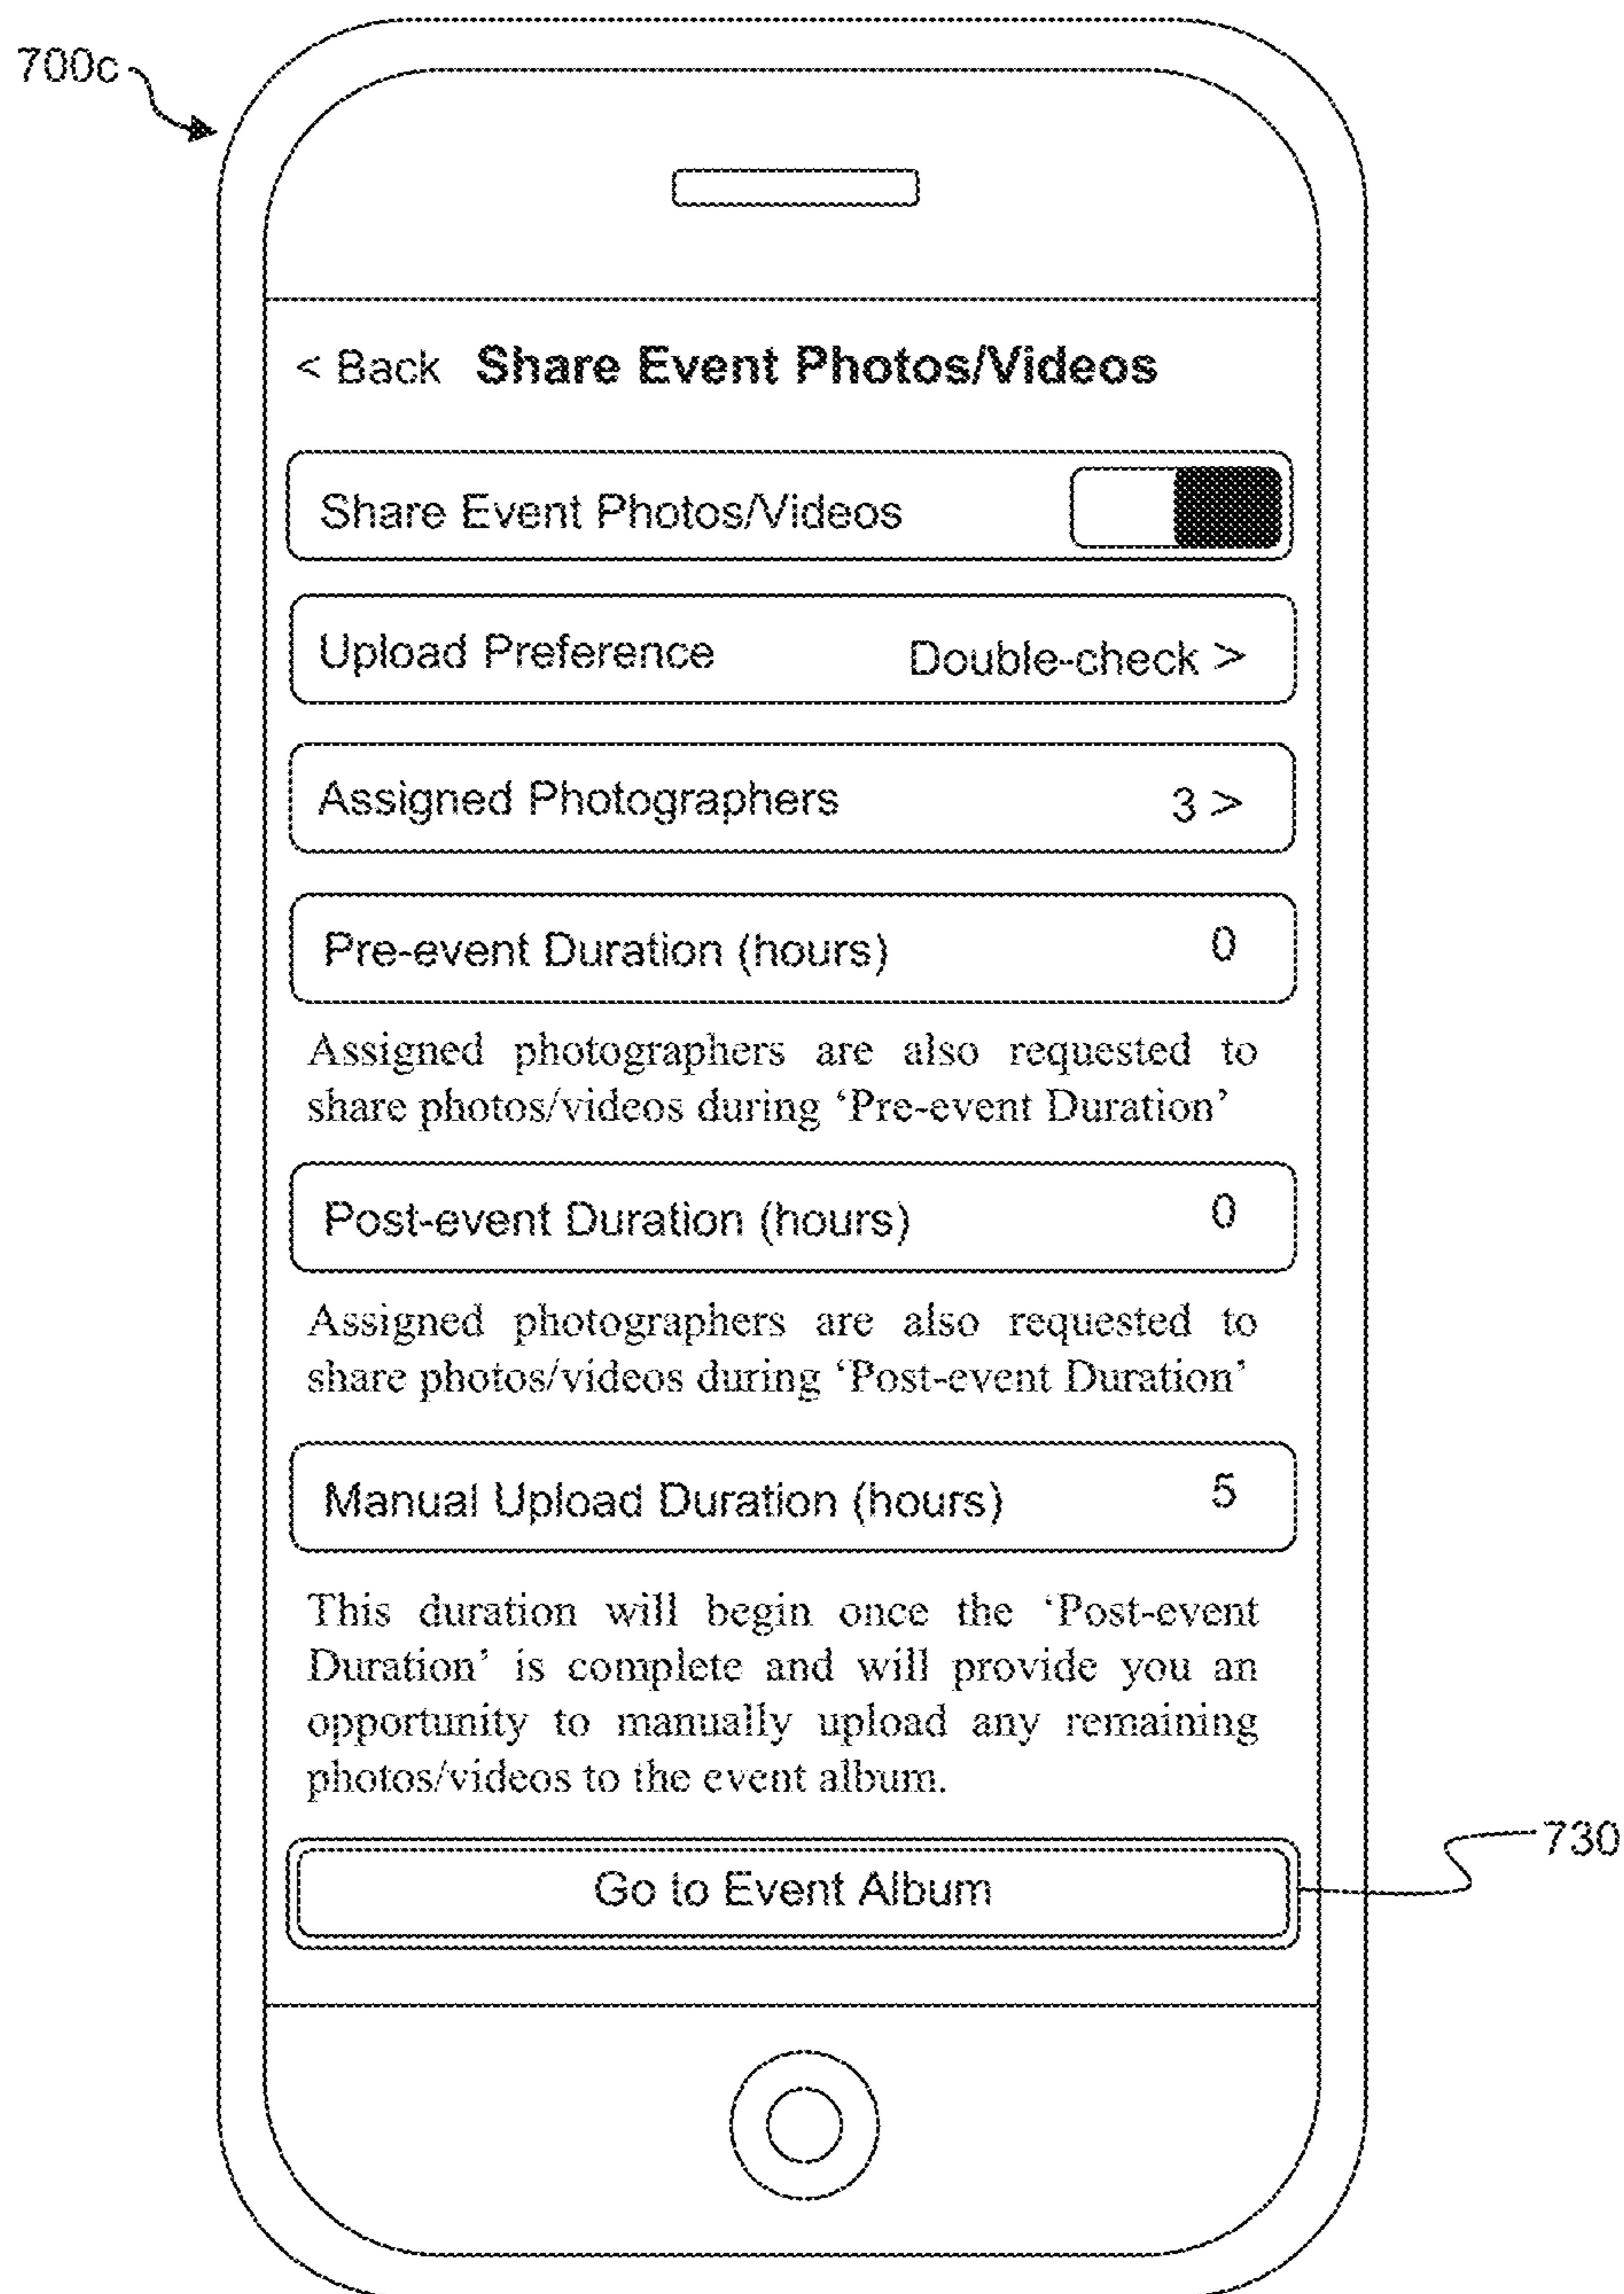 700c
< Back Share Event Photos/Videos
Share Event Photos/Videos
Upload Preference Double-check >
Assigned Photographers 3 >
Pre-event Duration (hours) 0
Assigned photographers are also requested to
share photos/videos during ‘Pre-event Duration’
Post-event Duration (hours) 0
Assigned photographers are also requested to
share photos/videos during ‘Post-event Duration’
Manual Upload Duration (hours) 5
This duration will begin once the ‘Post-event
Duration’ is complete and will provide you an
opportunity to manually upload any remaining
photos/videos to the event album.
Go to Event Album
730